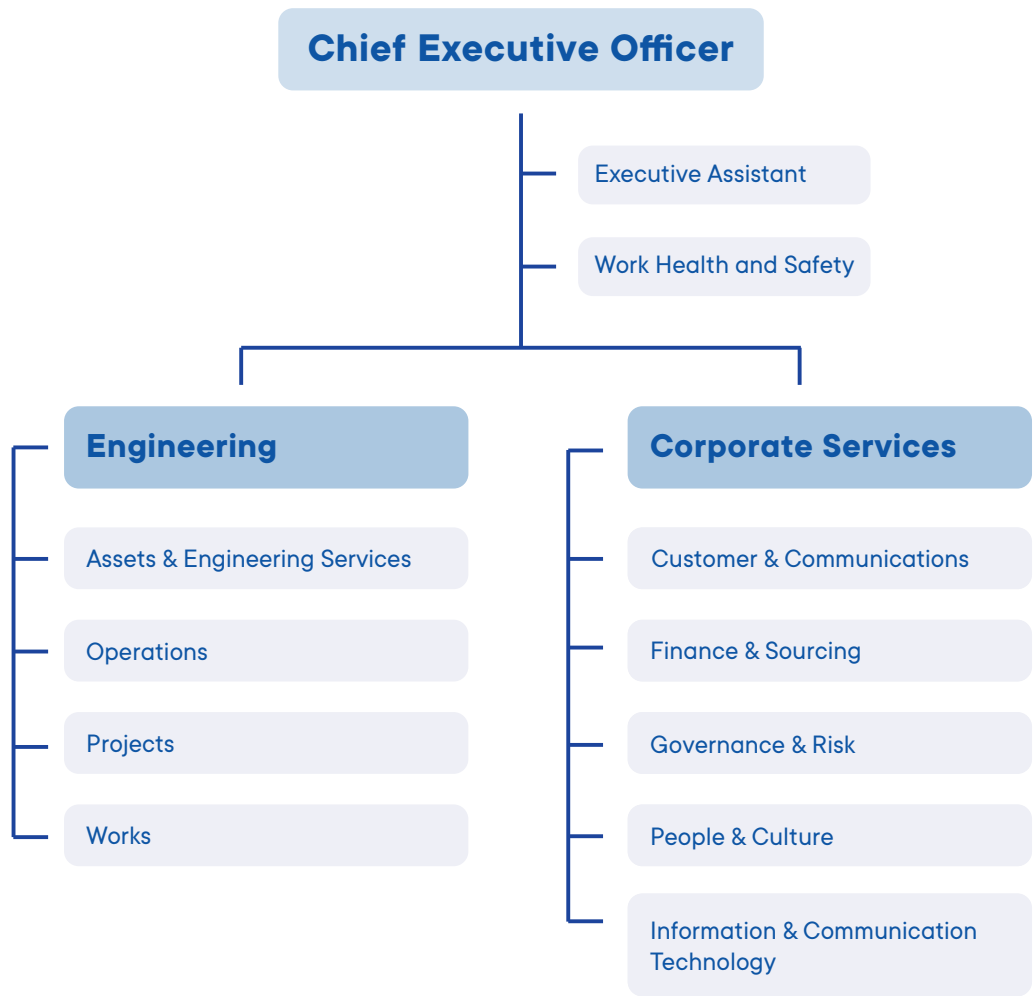 Chief Executive Officer
Executive Assistant
Work Health and Safety
Engineering
Assets & Engineering Services
Operations
Projects
Works
Corporate Services
Customer & Communications
Finance & Sourcing
Governance & Risk
People & Culture
Information & Communication
Technology